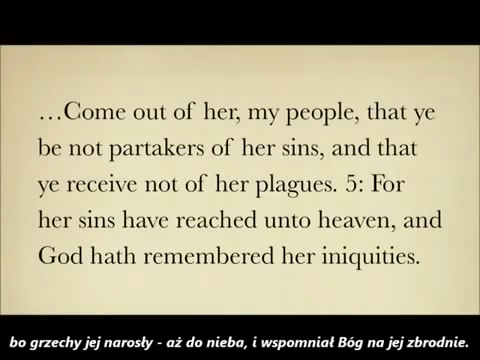 …Come out of her, my people, that ye
be not partakers of her sins, and that
ye receive not of her plagues. 5: For
her sins have reached unto heaven, and
God hath remembered her iniquities.
bo grzechy jej narosły - aż do nieba, i wspomniał Bóg na jej zbrodnie.